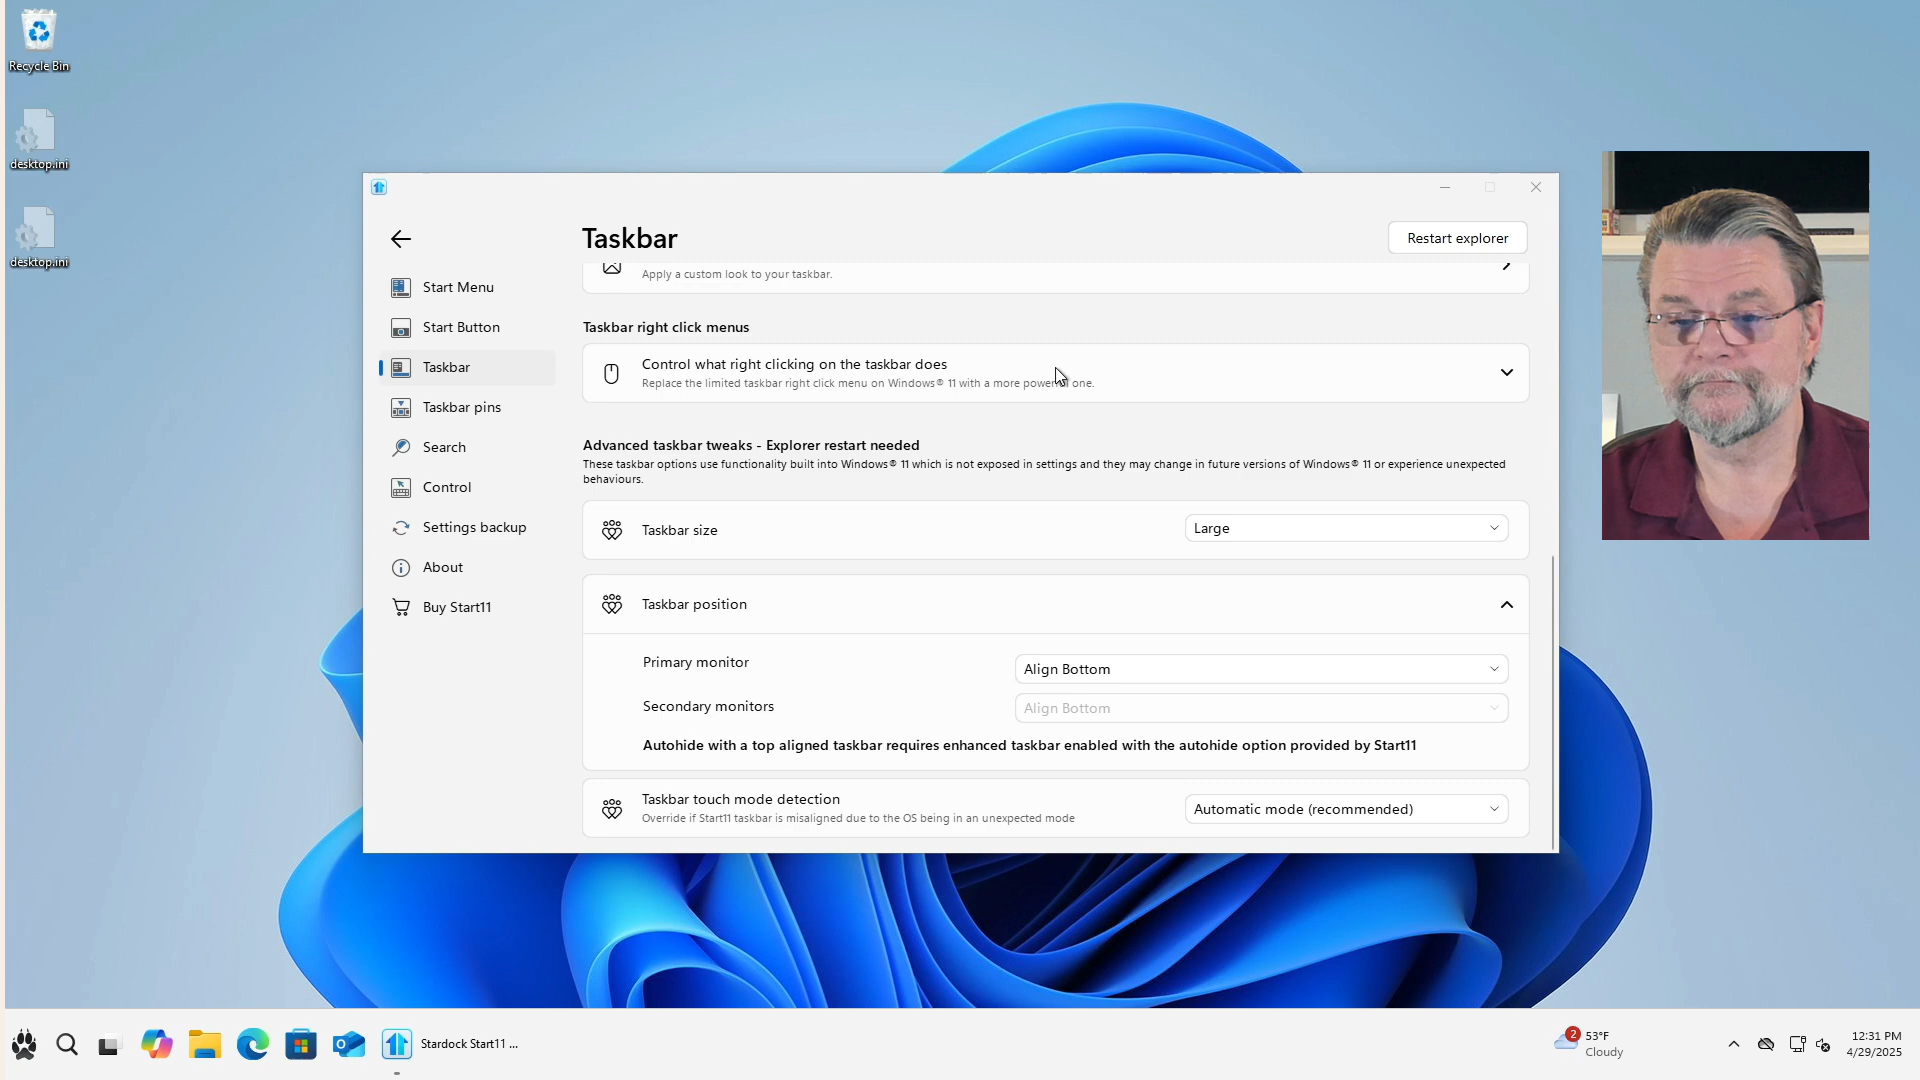 Recycle Bin
desktop.ini
desktop.ini
Taskbar
Restart explorer
Apply a custom look to your taskbar.
Start Menu
Start Button
Taskbar
Taskbar pins
Search
Control
Settings backup
About
Buy Start11
Taskbar right click menus
Control what right clicking on the taskbar does
Replace the limited taskbar right click menu on Windows® 11 with a more powerful one.
Advanced taskbar tweaks - Explorer restart needed
These taskbar options use functionality built into Windows® 11 which is not exposed in settings and they may change in future versions of Windows® 11 or experience unexpected
behaviours.
Taskbar size
Large
Taskbar position
Primary monitor
Align Bottom
Secondary monitors
Align Bottom
Autohide with a top aligned taskbar requires enhanced taskbar enabled with the autohide option provided by Start11
Taskbar touch mode detection
Override if Start11 taskbar is misaligned due to the OS being in an unexpected mode
Automatic mode (recommended)
Stardock Start11 ...
2
53°F
Cloudy
12:31 PM
4/29/2025